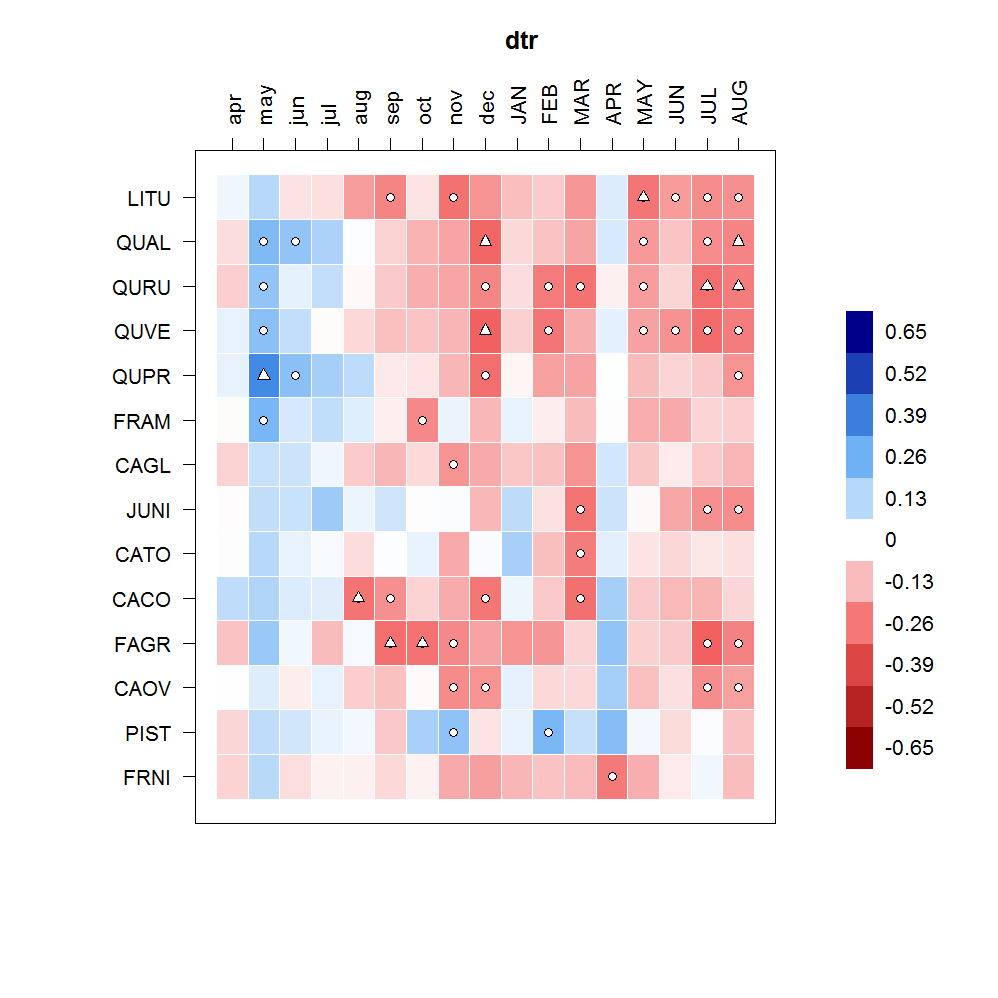 dtr
apr may jun jul aug sep oct nov dec JAN FEB MAR APR MAY JUN JUL AUG
LITU
QUAL
QURU
QUVE
QUPR
FRAM
CAGL
JUNI
CATO
CACO
FAGR
CAOV
PIST
FRNI
0.65
0.52
0.39
0.26
0.13
0
-0.13
-0.26
-0.39
-0.52
-0.65